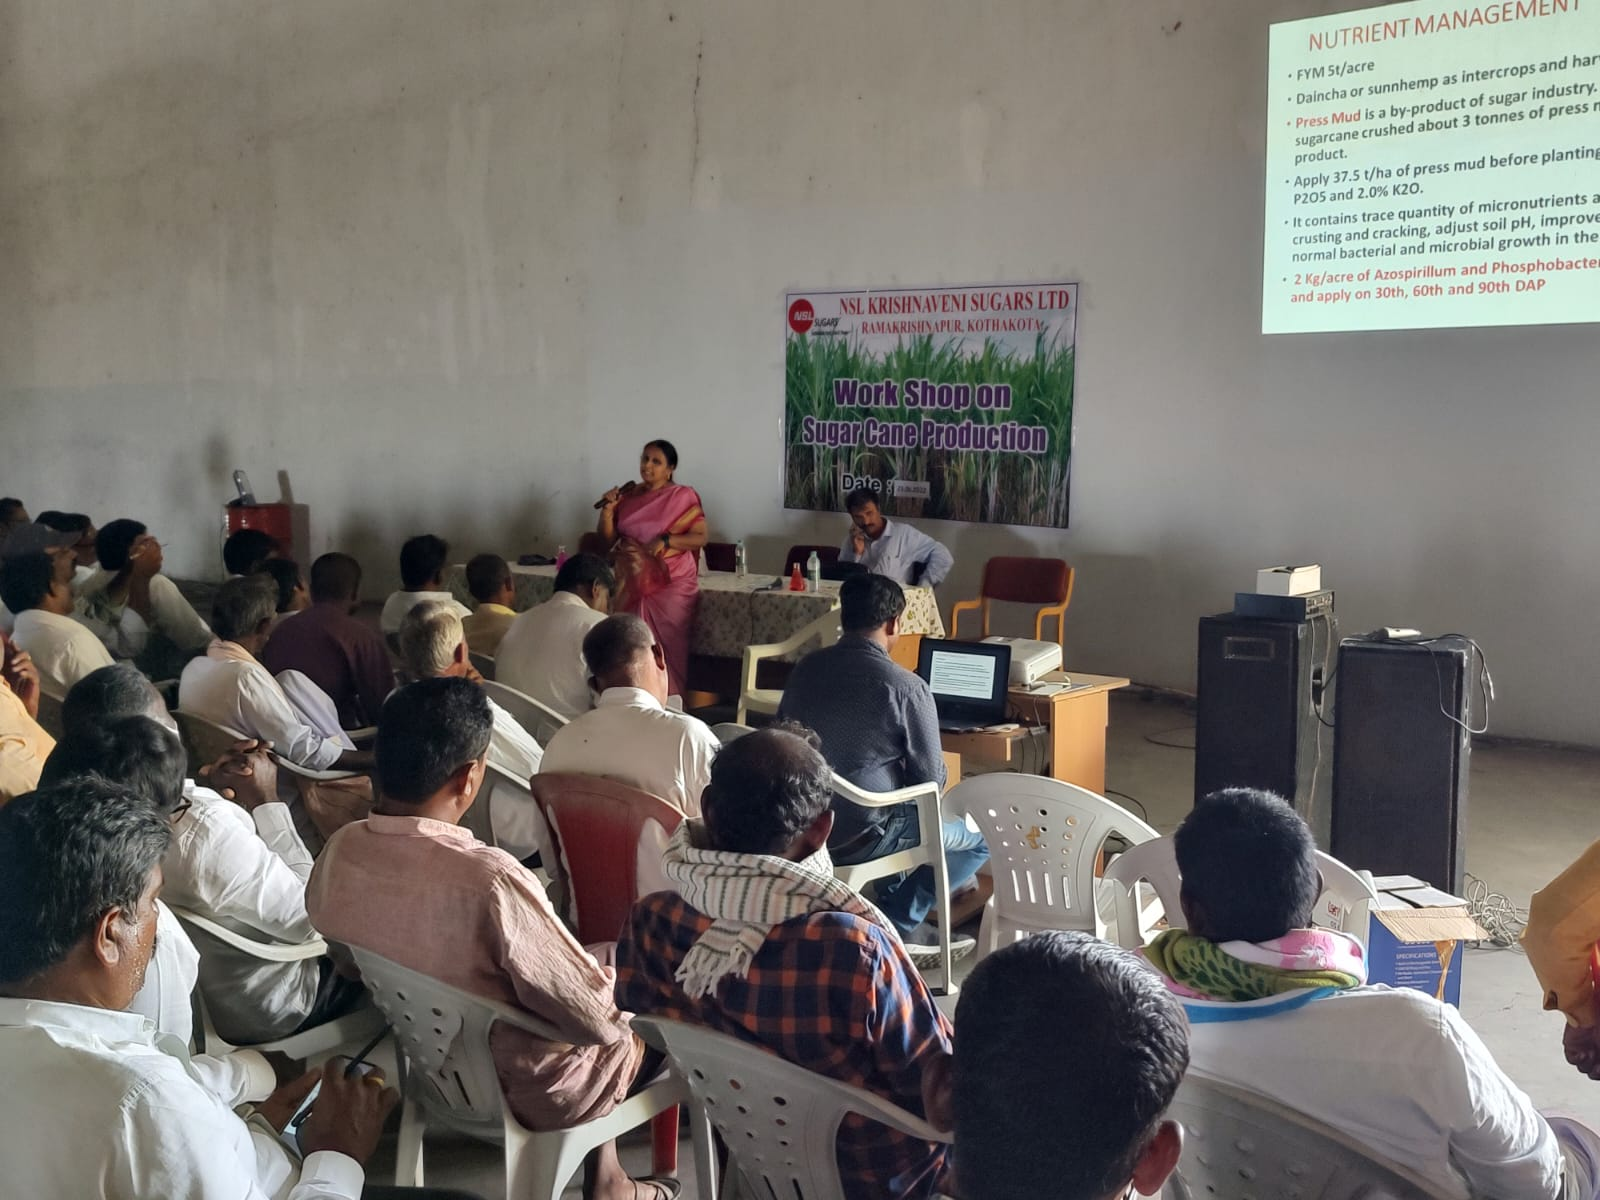 NUTRIENT MANAGEMENT
• FYM 5t/acre
• Daincha or sunnhemp as intercrops and har
• Press Mud is a by-product of sugar industry.
sugarcane crushed about 3 tonnes of press
product.
• Apply 37.5 t/ha of press mud before planting
P2O5 and 2.0% K2O.
• It contains trace quantity of micronutrients a
crusting and cracking, adjust soil pH, improve
normal bacterial and microbial growth in the
• 2 Kg/acre of Azospirillum and Phosphobacte
and apply on 30th, 60th and 90th DAP
NSL KRISHNAVENI SUGARS LTD
NSL SUGARS
RAMAKRISHNAPUR, KOTHAKOTA
Work Shop on
Sugar Cane Production
Date :
SPECIFICATIONS